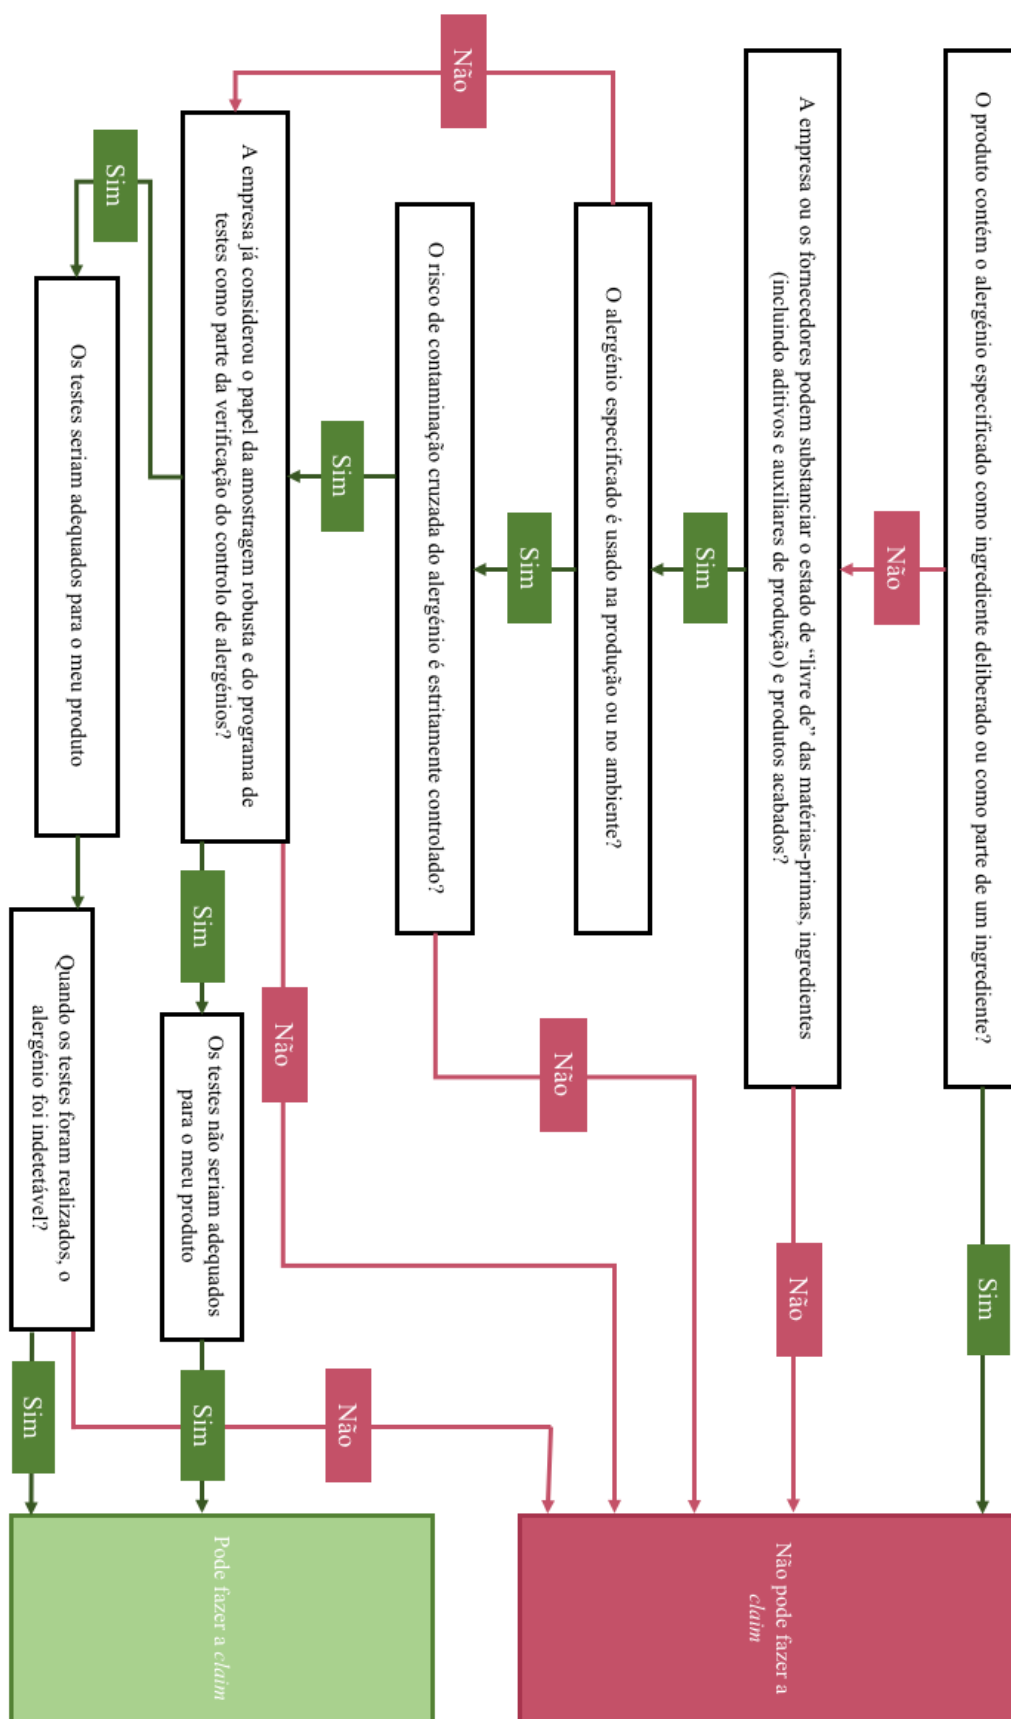 O produto contém o alergénio especificado como ingrediente deliberado ou como parte de um ingrediente?
Sim
Não
A empresa ou os fornecedores podem substanciar o estado de “livre de” das matérias-primas, ingredientes
(incluindo aditivos e auxiliares de produção) e produtos acabados?
Não
Sim
O alergénio especificado é usado na produção ou no ambiente?
Não
Sim
O risco de contaminação cruzada do alergénio é estritamente controlado?
Não
Sim
A empresa já considerou o papel da amostragem robusta e do programa de
testes como parte da verificação do controlo de alergénios?
Não
Sim
Os testes não seriam adequados
para o meu produto
Sim
Sim
Os testes seriam adequados para o meu produto
Quando os testes foram realizados, o
alergénio foi indetetável?
Não
Sim
Não pode fazer a
claim
Pode fazer a claim